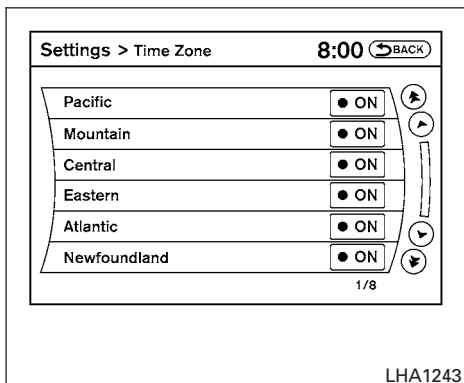 Settings > Time Zone 8:00 BACK
Pacific ON
Mountain ON
Central ON
Eastern ON
Atlantic ON
Newfoundland ON
1/8
LHA1243